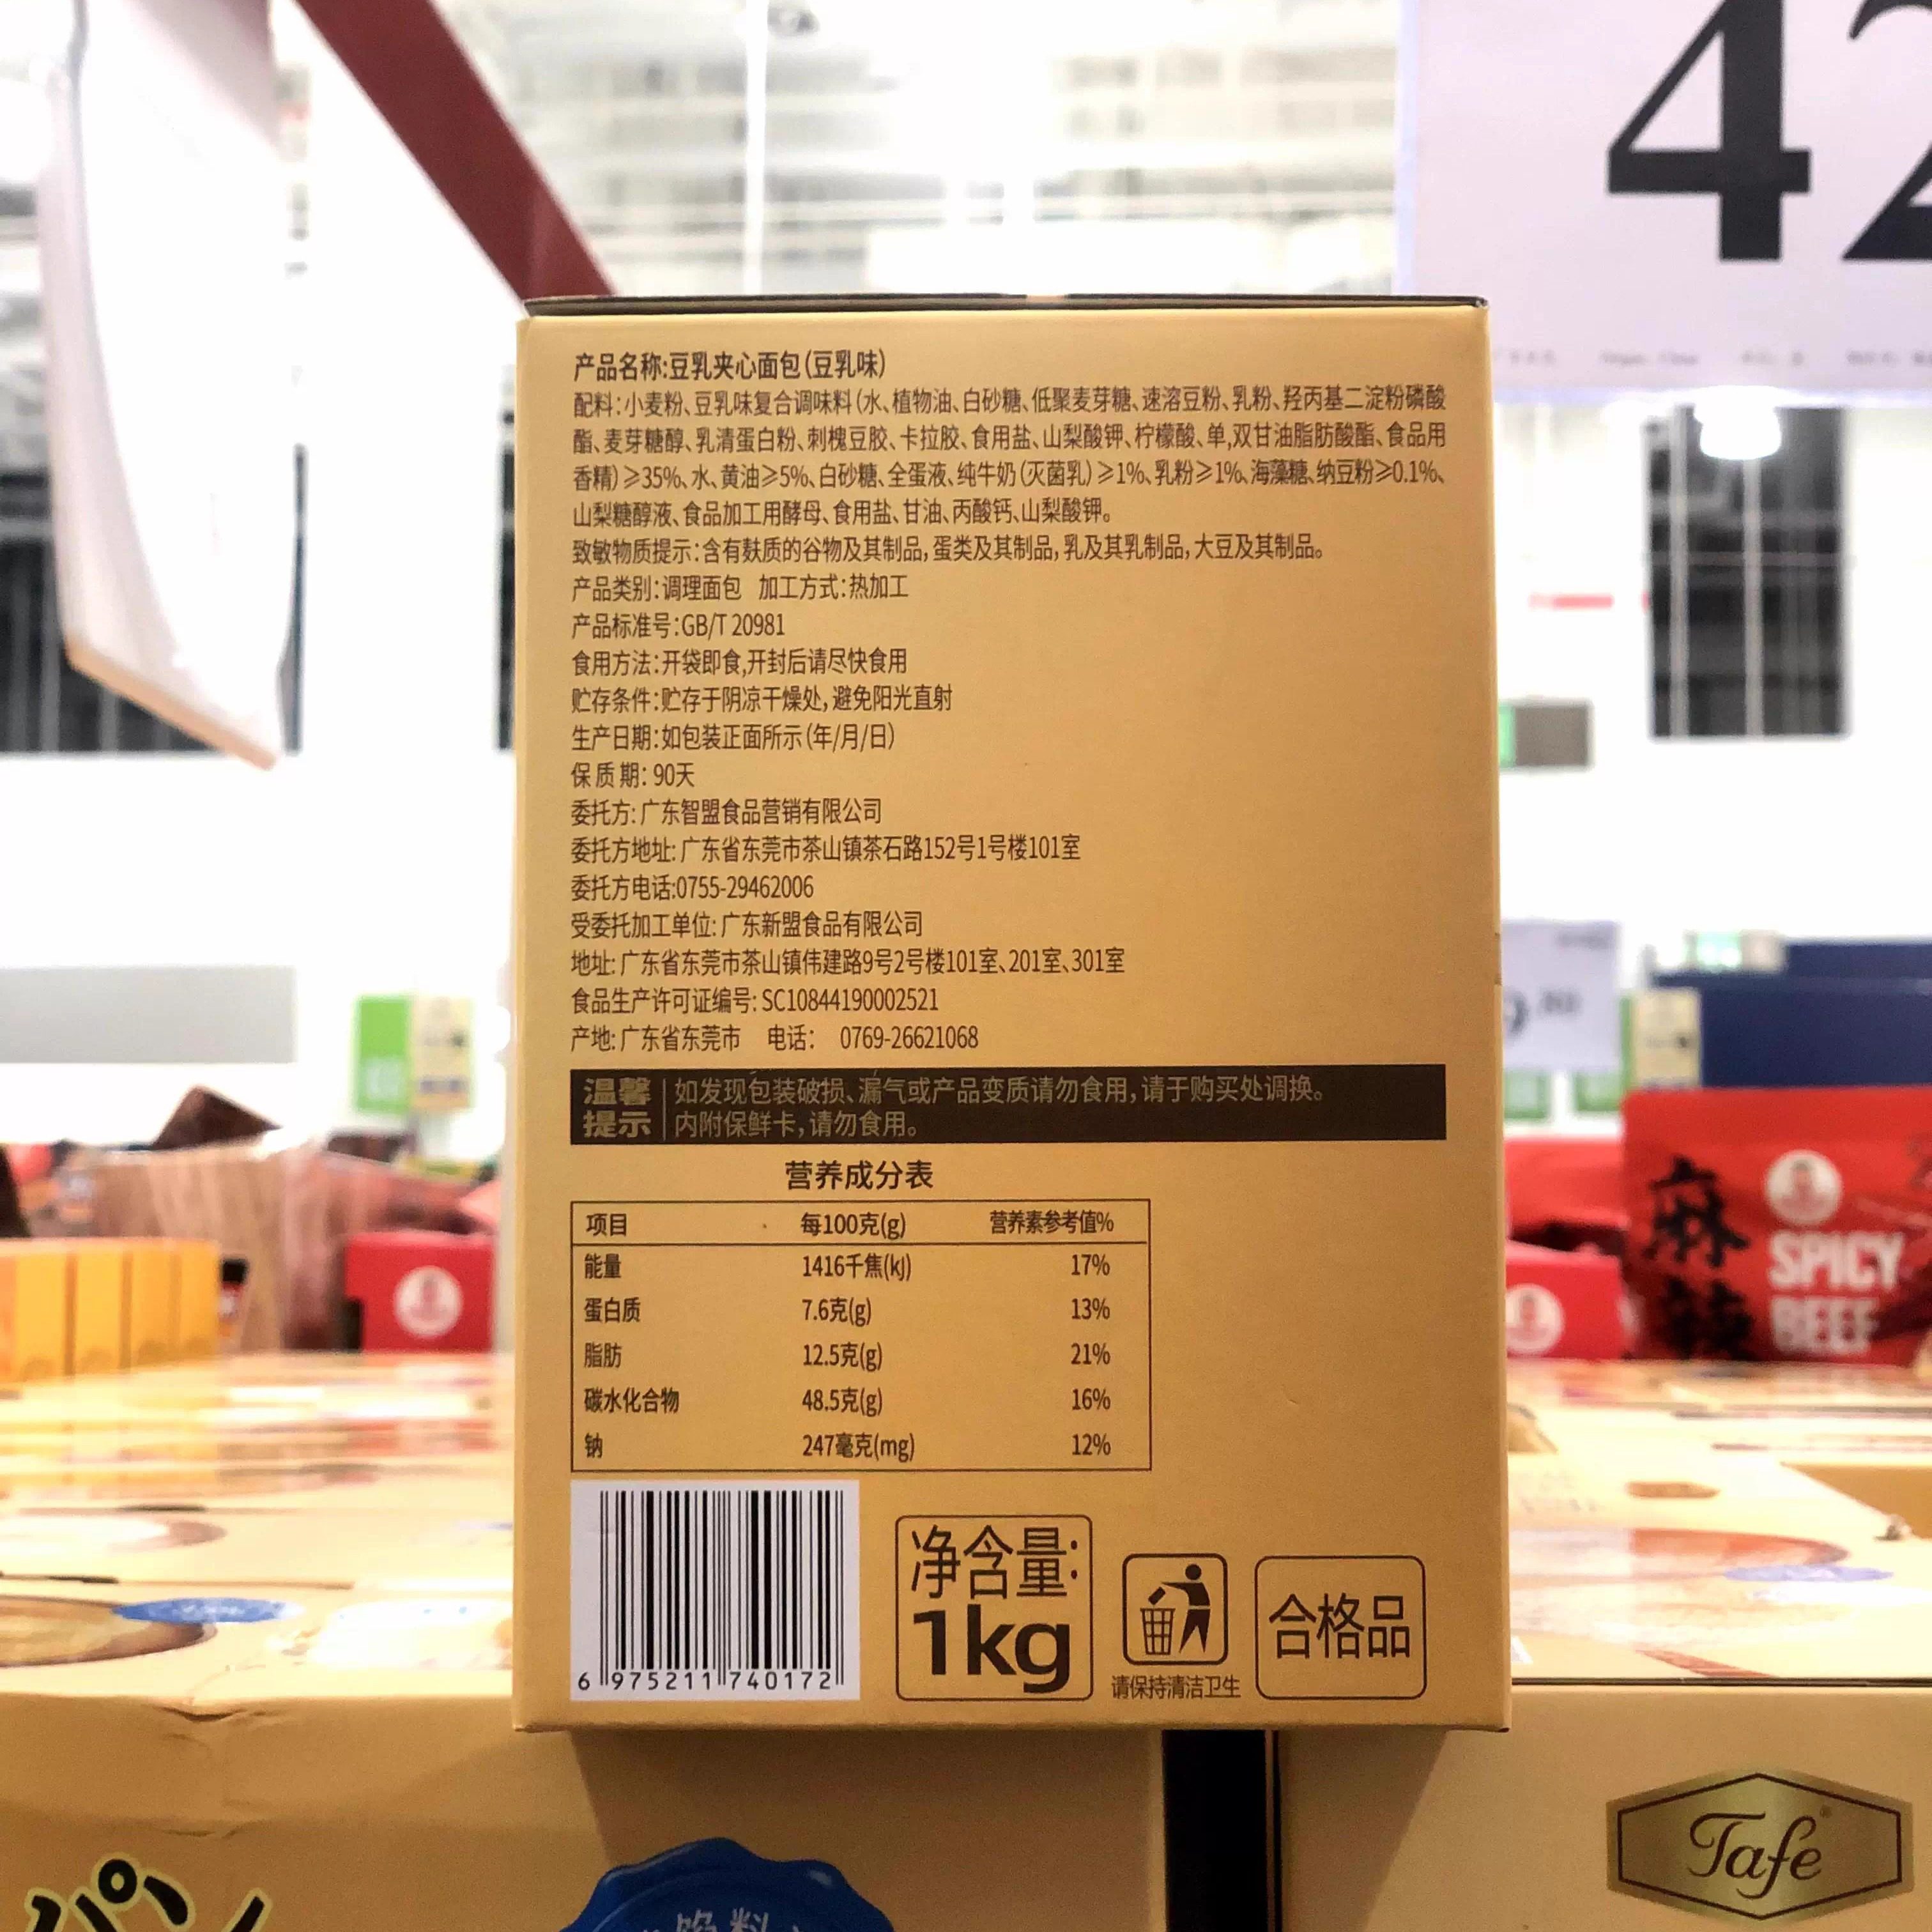 42
产品名称:豆乳夹心面包(豆乳味)
配料:小麦粉、豆乳味复合调味料(水、植物油、白砂糖、低聚麦芽糖、速溶豆粉、乳粉、羟丙基二淀粉磷酸
酯、麦芽糖醇、乳清蛋白粉、刺槐豆胶、卡拉胶、食用盐、山梨酸钾、柠檬酸、单,双甘油脂肪酸酯、食品用
香精)≥35%、水、黄油≥5%、白砂糖、全蛋液、纯牛奶(灭菌乳)≥1%、乳粉≥1%、海藻糖、纳豆粉≥0.1%、
山梨糖醇液、食品加工用酵母、食用盐、甘油、丙酸钙、山梨酸钾。
致敏物质提示:含有麸质的谷物及其制品,蛋类及其制品,乳及其乳制品,大豆及其制品。
产品类别:调理面包 加工方式:热加工
产品标准号:GB/T 20981
食用方法:开袋即食,开封后请尽快食用
贮存条件:贮存于阴凉干燥处,避免阳光直射
生产日期:如包装正面所示(年/月/日)
保质期: 90天
委托方: 广东智盟食品营销有限公司
委托方地址: 广东省东莞市茶山镇茶石路152号1号楼101室
委托方电话:0755-29462006
受委托加工单位: 广东新盟食品有限公司
地址: 广东省东莞市茶山镇伟建路9号2号楼101室、201室、301室
食品生产许可证编号: SC10844190002521
产地: 广东省东莞市 电话: 0769-26621068
温馨提示 如发现包装破损、漏气或产品变质请勿食用,请于购买处调换。
内附保鲜卡,请勿食用。
营养成分表
项目 每100克(g) 营养素参考值%
能量 1416千焦(kJ) 17%
蛋白质 7.6克(g) 13%
脂肪 12.5克(g) 21%
碳水化合物 48.5克(g) 16%
钠 247毫克(mg) 12%
6 975211 740172
净含量:
1kg
请保持清洁卫生
合格品
麻辣
SPICY
BEEF
Tafe
パン
馅料